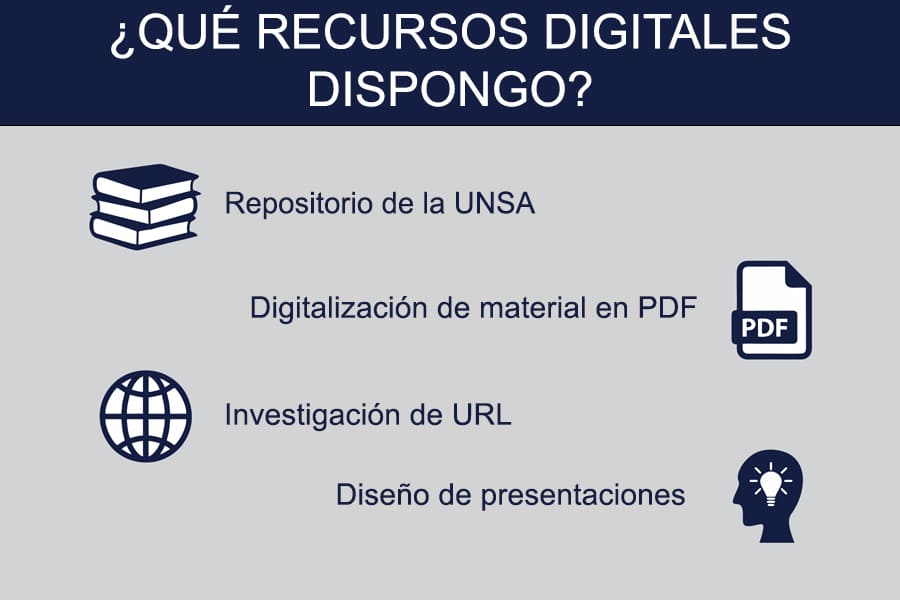 ¿QUÉ RECURSOS DIGITALES
DISPONGO?
Repositorio de la UNSA
Digitalización de material en PDF
PDF
Investigación de URL
Diseño de presentaciones